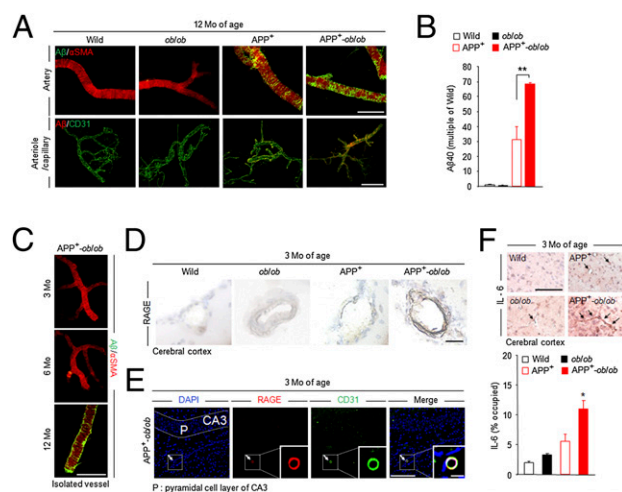 A
12 Mo of age
Wild
ob/ob
APP+
APP+-ob/ob
Aβ/αSMA
Artery
Aβ/CD31
Arteriole
/capillary
B
Wild
ob/ob
APP+
APP+-ob/ob
Aβ40 (multiple of Wild)
80
70
60
50
40
30
20
10
0
**
C
APP+-ob/ob
3 Mo
6 Mo
12 Mo
Aβ/αSMA
Isolated vessel
D
3 Mo of age
Wild
ob/ob
APP+
APP+-ob/ob
RAGE
Cerebral cortex
E
3 Mo of age
DAPI
RAGE
CD31
Merge
APP+-ob/ob
CA3
P
P : pyramidal cell layer of CA3
F
3 Mo of age
Wild
APP+
ob/ob
APP+-ob/ob
IL-6
Cerebral cortex
Wild
ob/ob
APP+
APP+-ob/ob
IL-6 (% occupied)
15
10
5
0
*